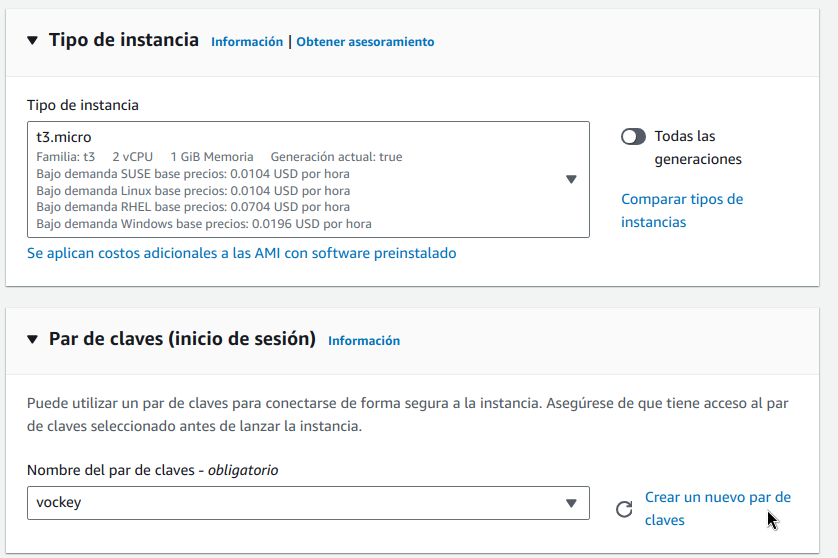 Tipo de instancia Información | Obtener asesoramiento
Tipo de instancia
t3.micro
Familia: t3 2 vCPU 1 GiB Memoria Generación actual: true
Bajo demanda SUSE base precios: 0.0104 USD por hora
Bajo demanda Linux base precios: 0.0104 USD por hora
Bajo demanda RHEL base precios: 0.0704 USD por hora
Bajo demanda Windows base precios: 0.0196 USD por hora
Todas las
generaciones
Comparar tipos de
instancias
Se aplican costos adicionales a las AMI con software preinstalado
Par de claves (inicio de sesión) Información
Puede utilizar un par de claves para conectarse de forma segura a la instancia. Asegúrese de que tiene acceso al par
de claves seleccionado antes de lanzar la instancia.
Nombre del par de claves - obligatorio
vockey
Crear un nuevo par de
claves